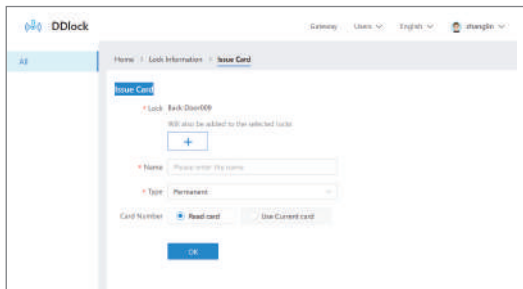 DDlock
Gateway Users English zhanglin
All
Home Lock Information Issue Card
Issue Card
* Lock Back Door009
Will also be added to the selected locks
+
* Name Please enter the name
* Type Permanent
Card Number Read card Use Current card
OK